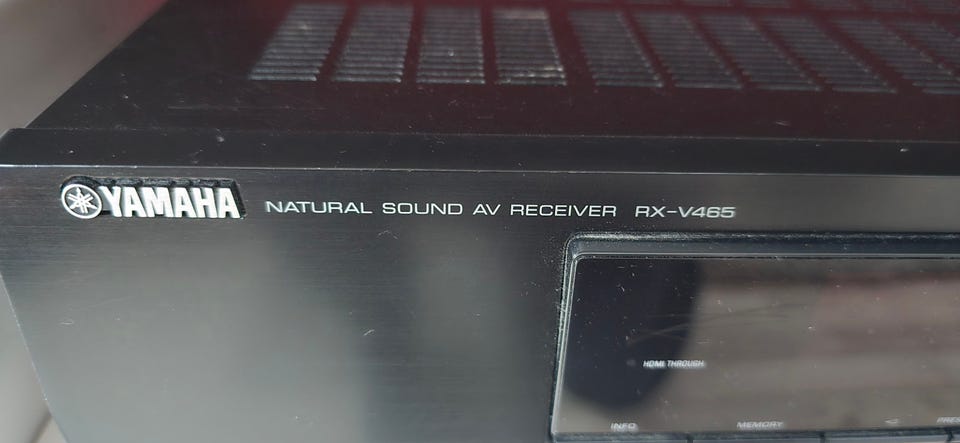 YAMAHA NATURAL SOUND AV RECEIVER RX-V465
HDMI THROUGH
INFO MEMORY